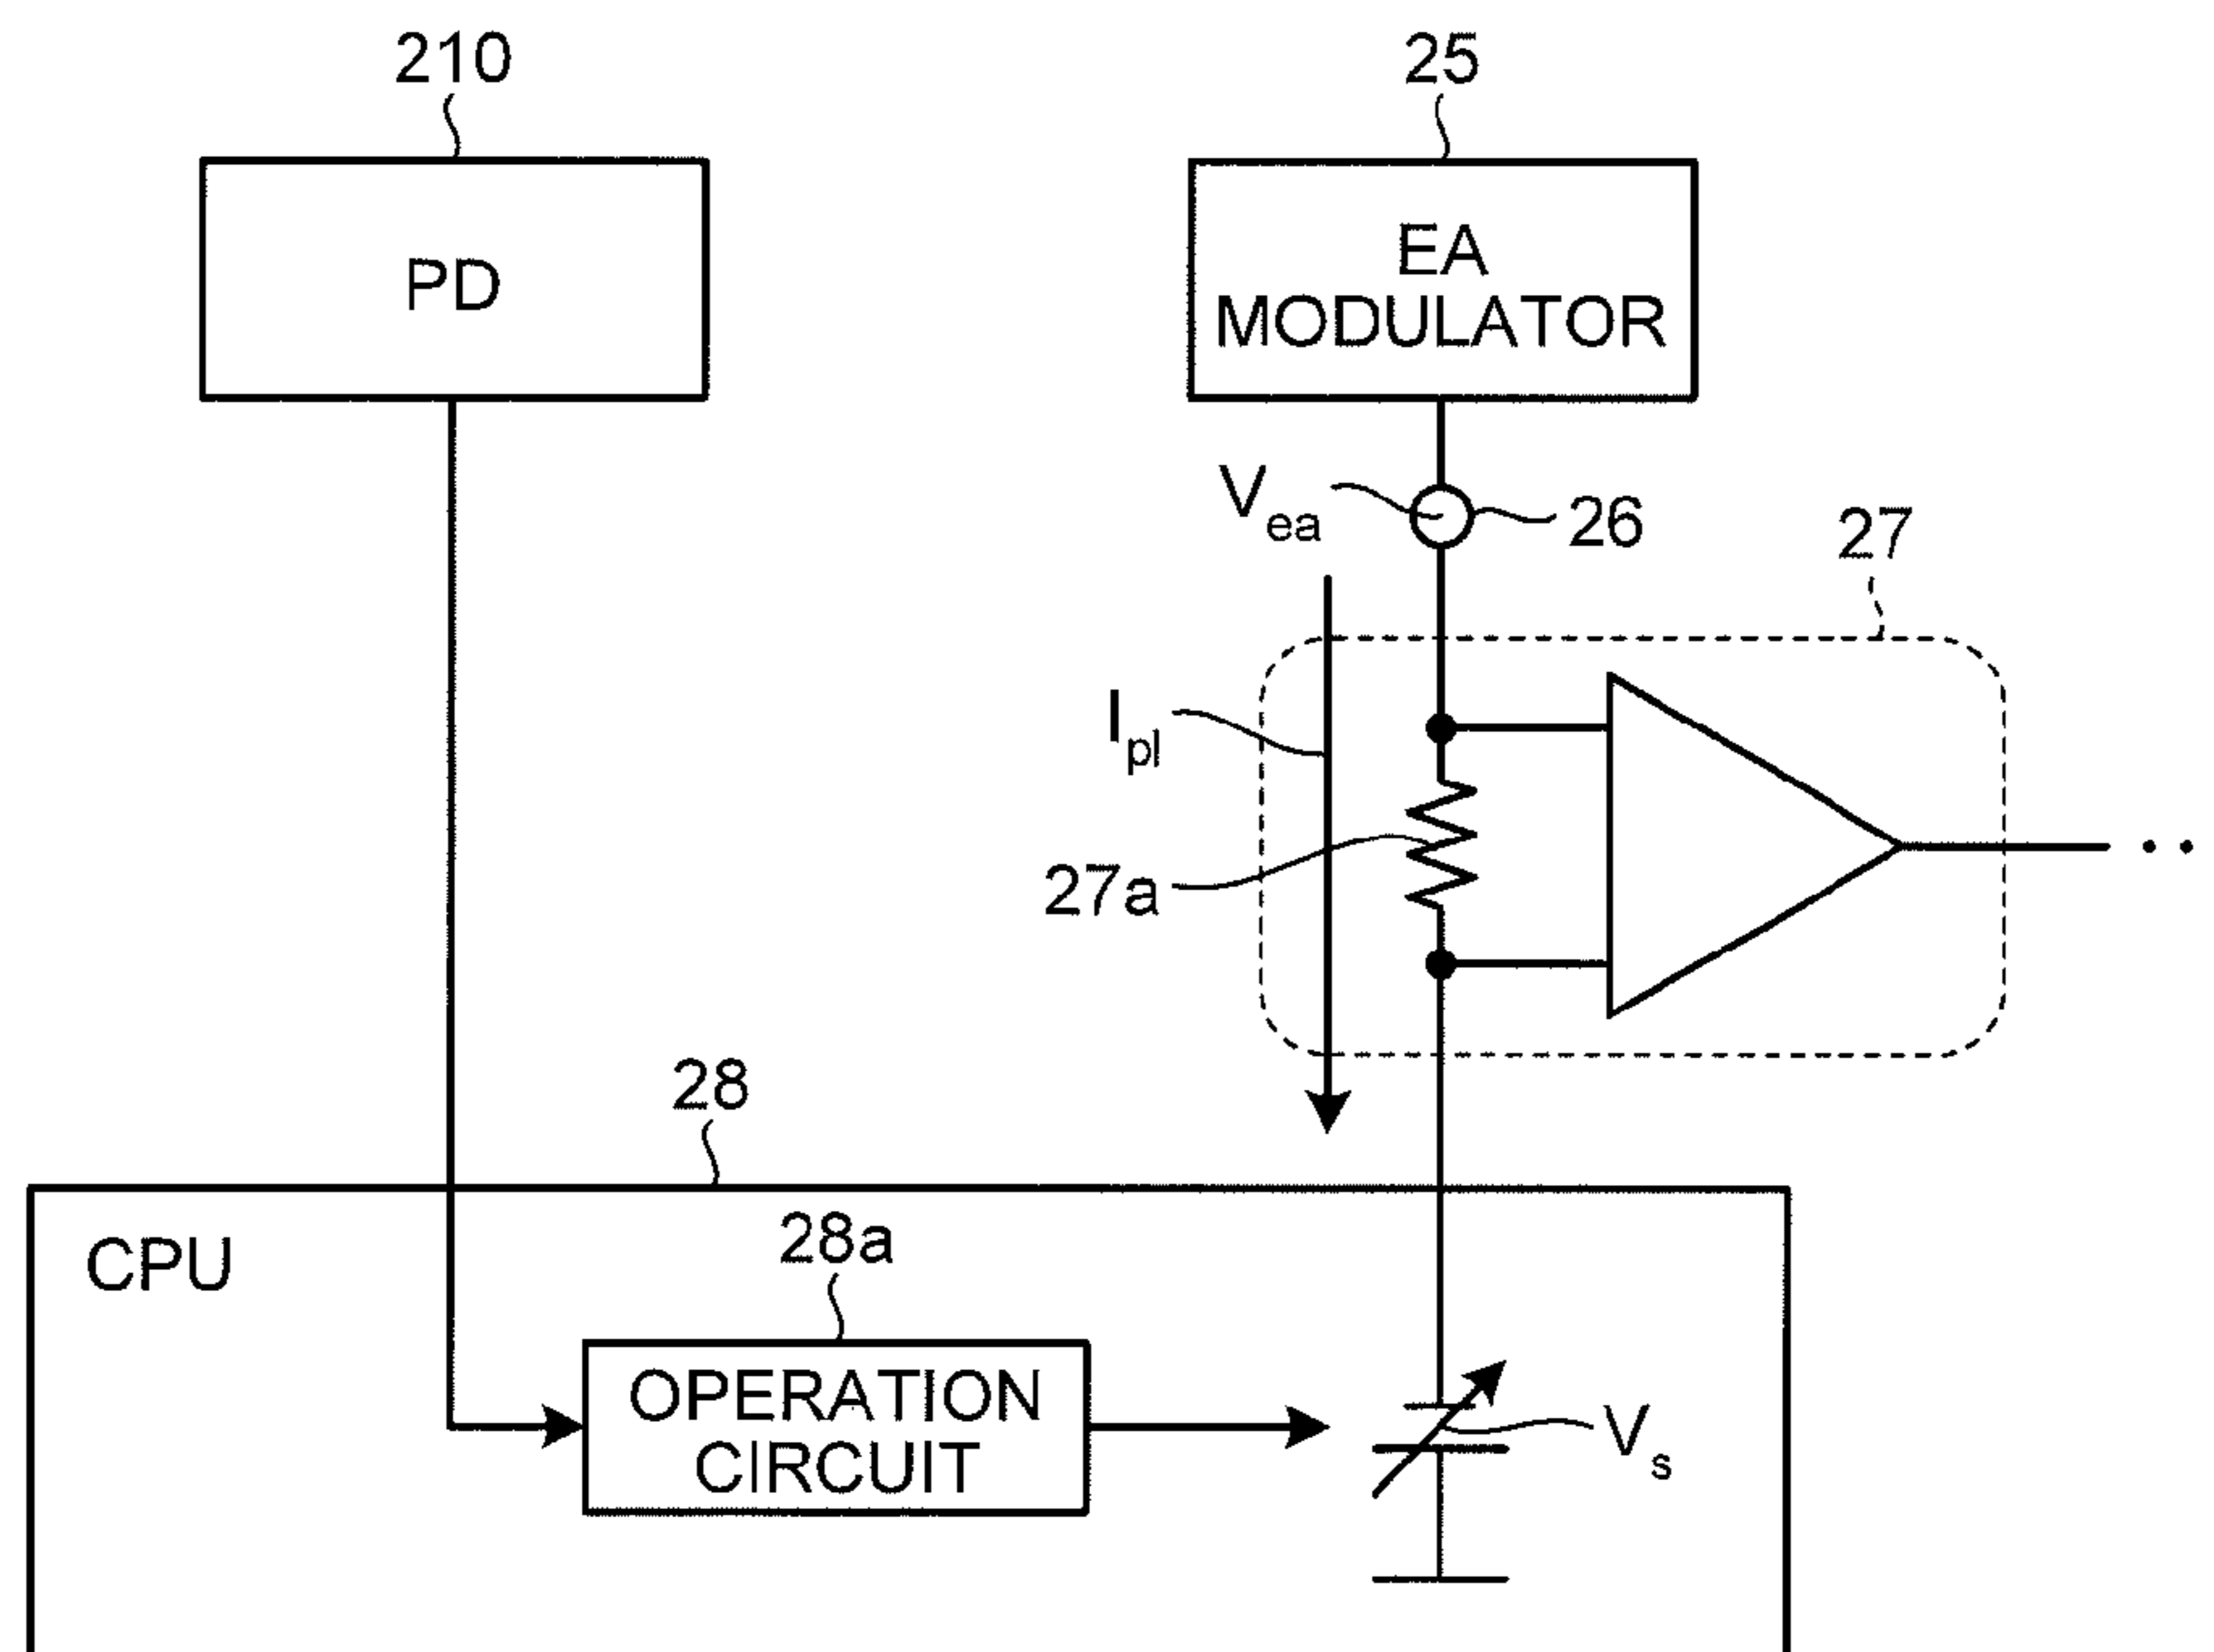 210
25
PD
EA
MODULATOR
Vea
26
27
Ipl
27a
28
CPU
28a
OPERATION
CIRCUIT
Vs